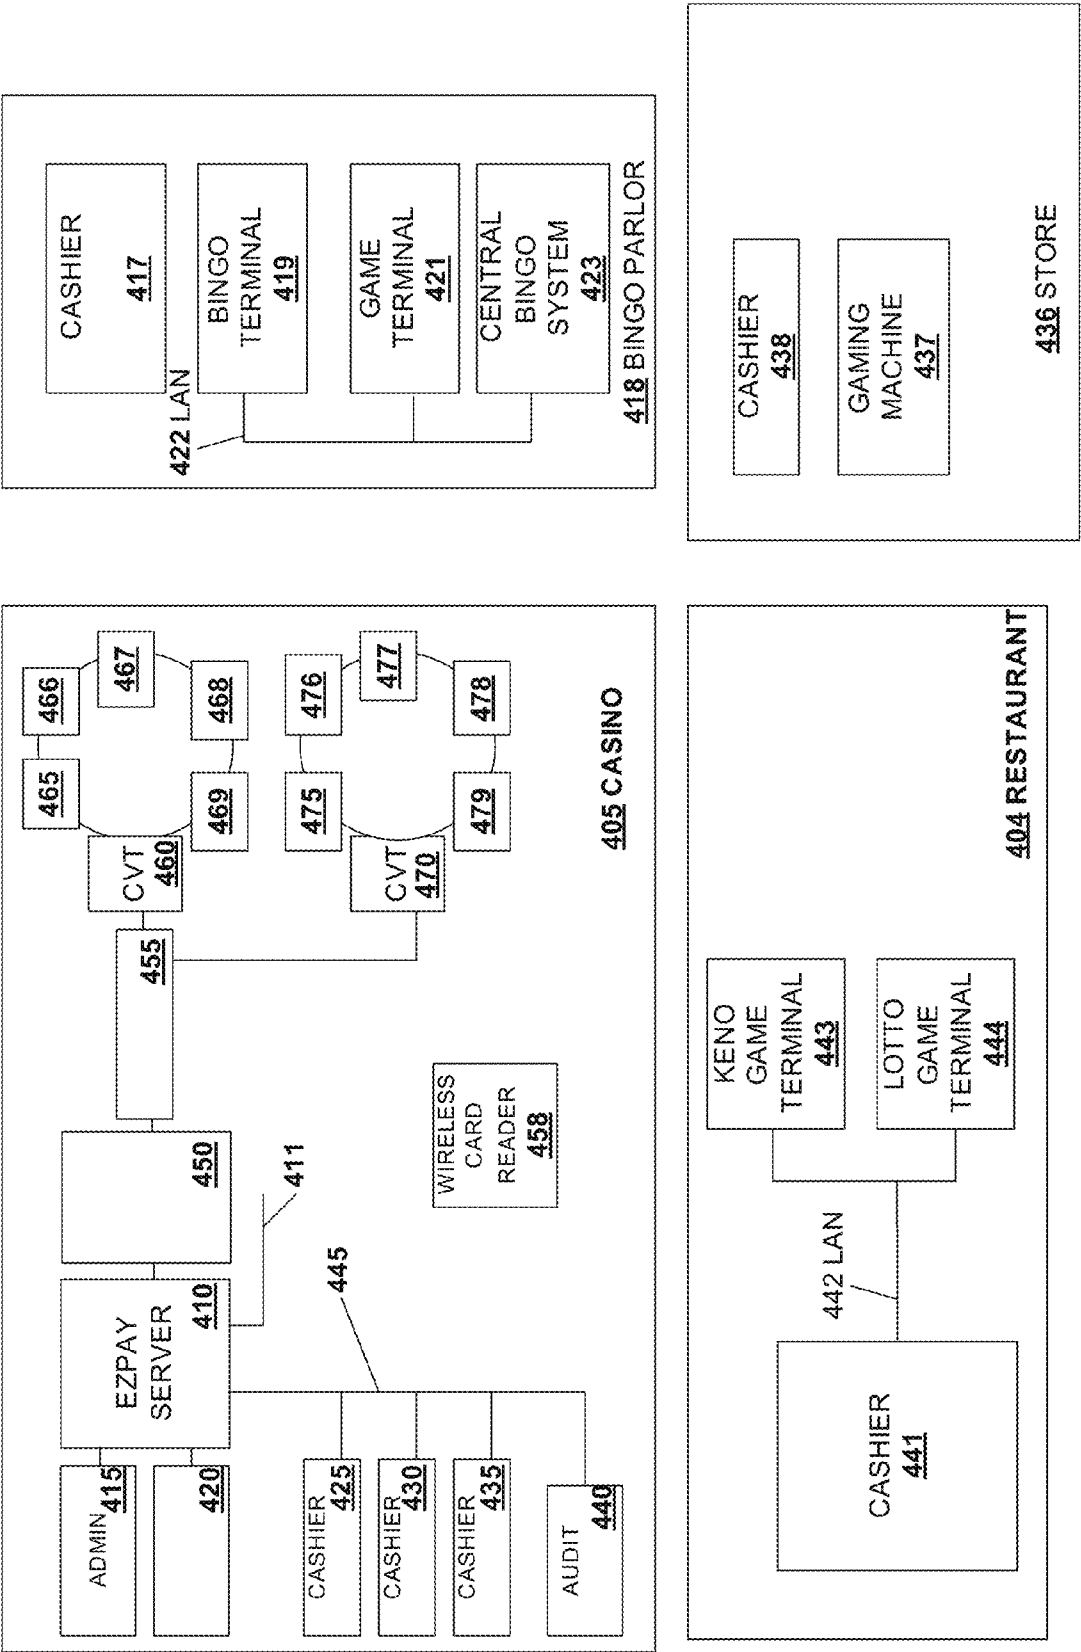 ADMIN
415
420
EZPAY
SERVER
410
450
455
CVT
460
465
466
467
468
469
CVT
470
475
476
477
478
479
411
445
CASHIER
425
CASHIER
430
CASHIER
435
AUDIT
440
WIRELESS
CARD
READER
458
405 CASINO
CASHIER
417
422 LAN
BINGO
TERMINAL
419
GAME
TERMINAL
421
CENTRAL
BINGO
SYSTEM
423
418 BINGO PARLOR
CASHIER
441
442 LAN
KENO
GAME
TERMINAL
443
LOTTO
GAME
TERMINAL
444
404 RESTAURANT
CASHIER
438
GAMING
MACHINE
437
436 STORE